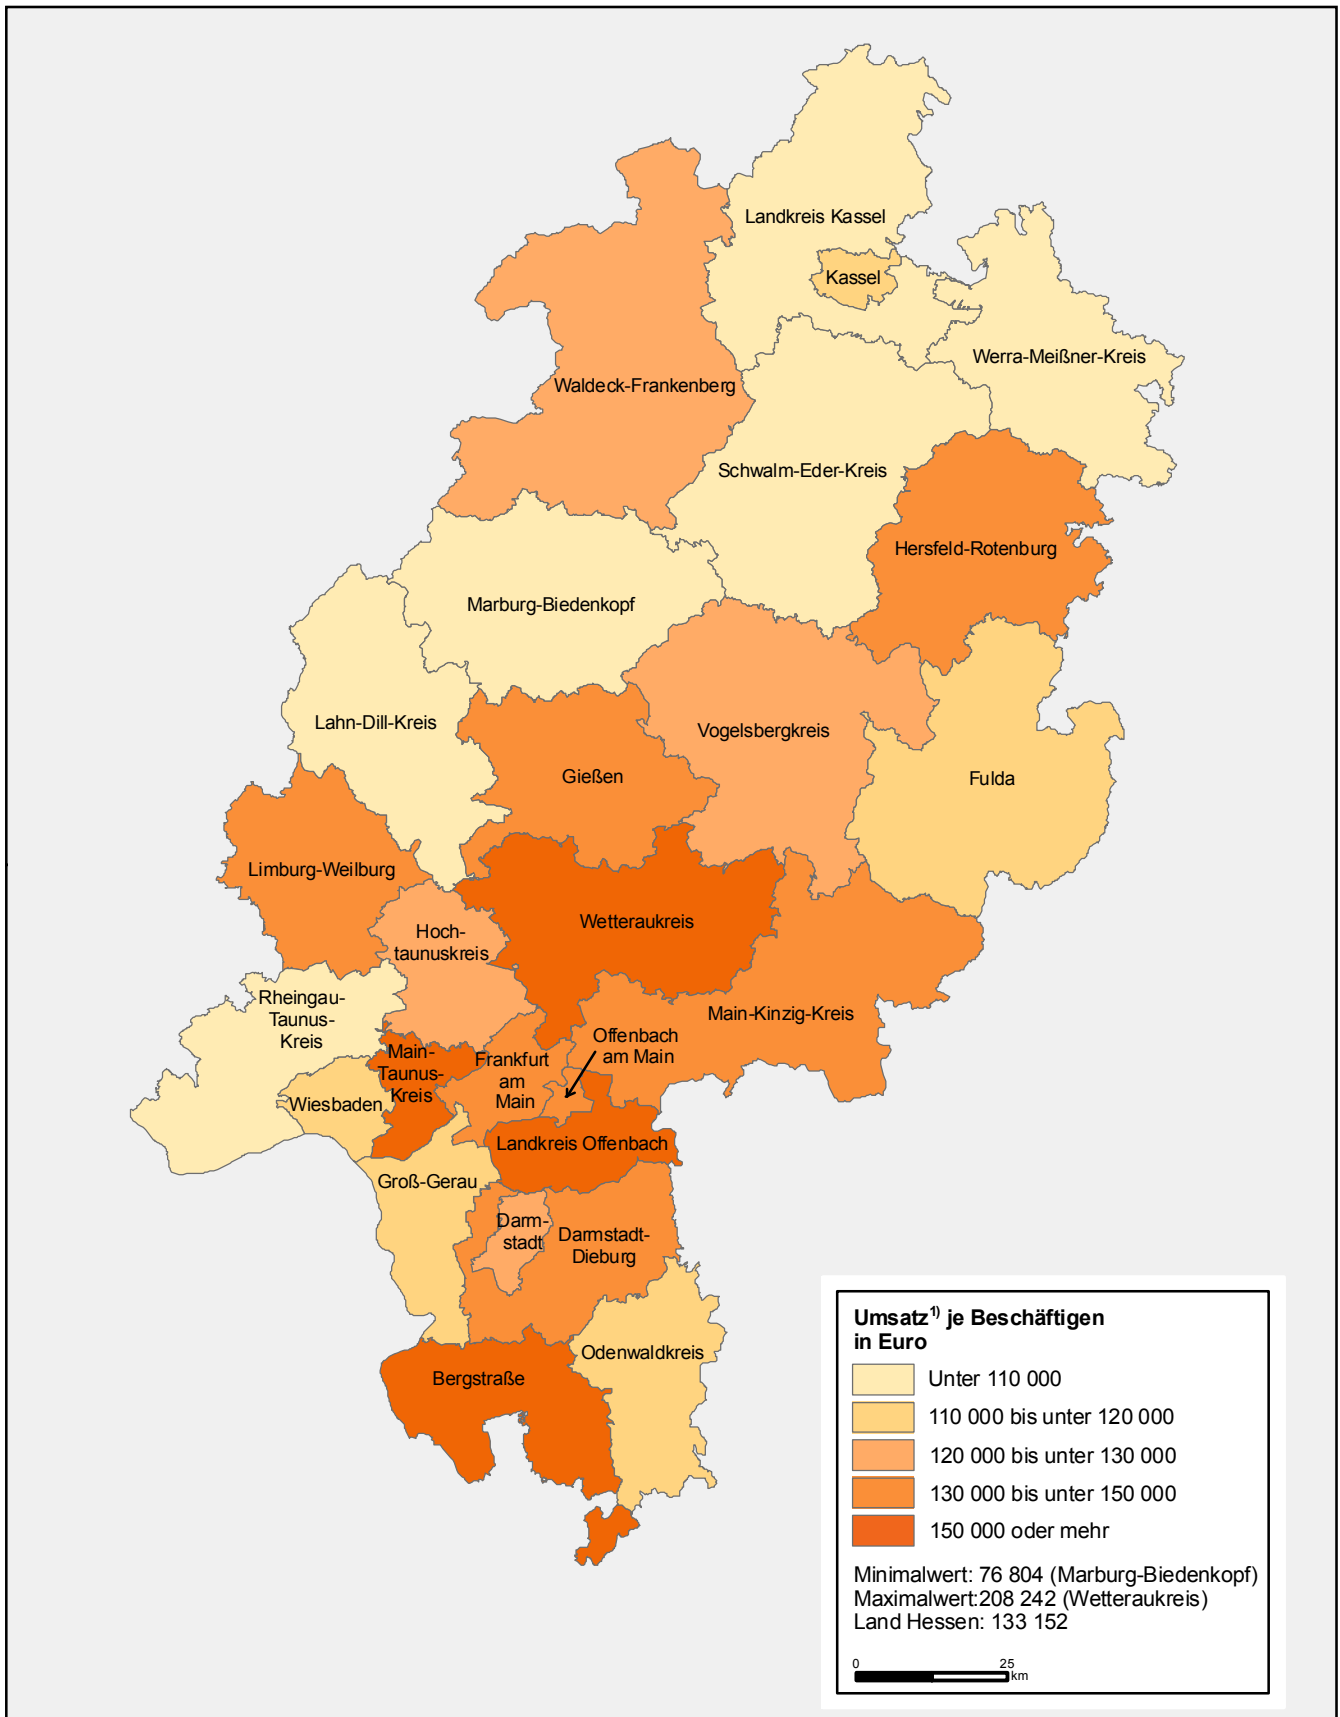 Landkreis Kassel
Kassel
Werra-Meißner-Kreis
Waldeck-Frankenberg
Schwalm-Eder-Kreis
Hersfeld-Rotenburg
Marburg-Biedenkopf
Lahn-Dill-Kreis
Vogelsbergkreis
Gießen
Fulda
Limburg-Weilburg
Wetteraukreis
Hoch-
taunuskreis
Rheingau-
Taunus-
Kreis
Main-Kinzig-Kreis
Offenbach
am Main
Main-
Taunus-
Kreis
Frankfurt
am
Main
Wiesbaden
Landkreis Offenbach
Groß-Gerau
Darm-
stadt
Darmstadt-
Dieburg
Odenwaldkreis
Bergstraße
Umsatz1) je Beschäftigen
in Euro
Unter 110 000
110 000 bis unter 120 000
120 000 bis unter 130 000
130 000 bis unter 150 000
150 000 oder mehr
Minimalwert: 76 804 (Marburg-Biedenkopf)
Maximalwert:208 242 (Wetteraukreis)
Land Hessen: 133 152
0 25
km